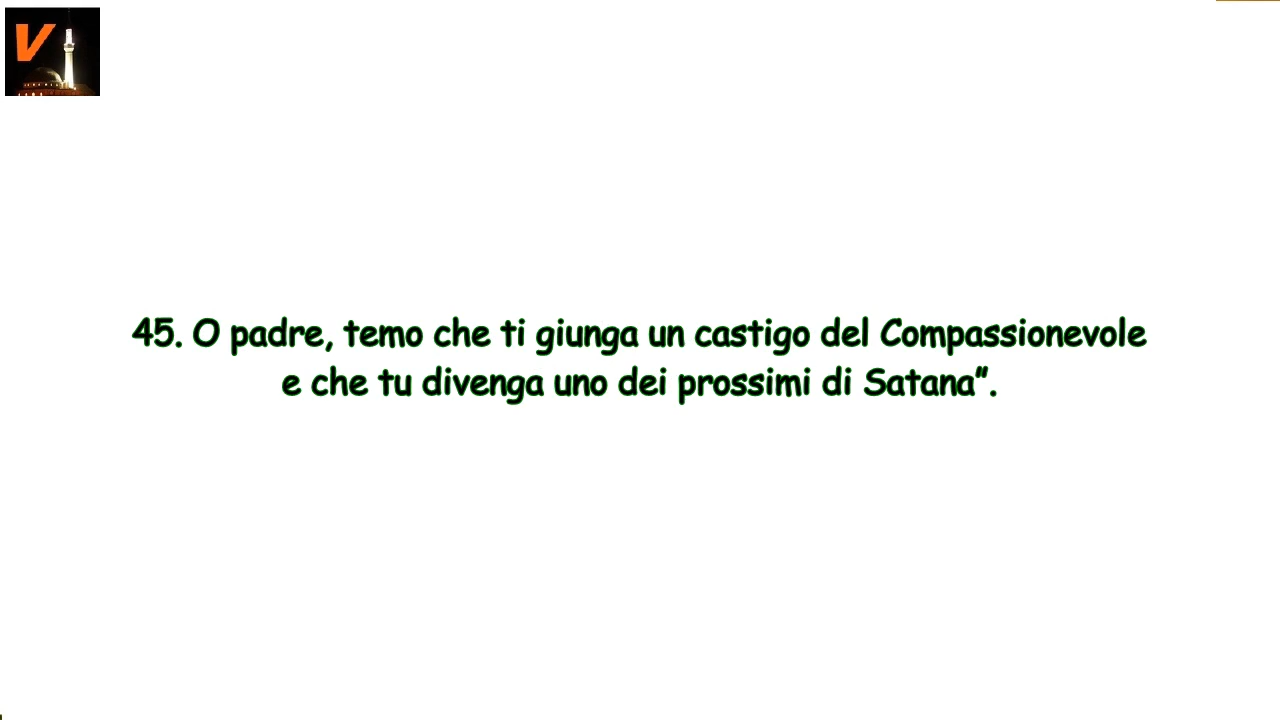 V
45. O padre, temo che ti giunga un castigo del Compassionevole
e che tu divenga uno dei prossimi di Satana”.